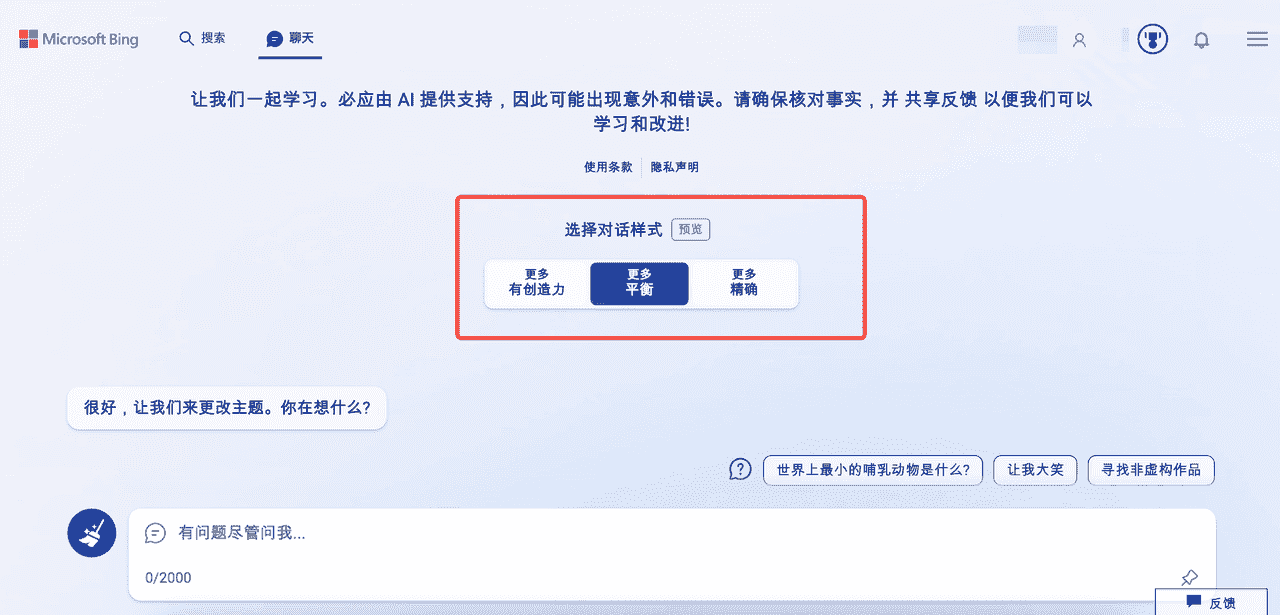 Microsoft Bing
搜索
聊天
让我们一起学习。必应由 AI 提供支持，因此可能出现意外和错误。请确保核对事实，并 共享反馈 以便我们可以
学习和改进!
使用条款
隐私声明
选择对话样式
预览
更多
有创造力
更多
平衡
更多
精确
很好，让我们来更改主题。你在想什么?
世界上最小的哺乳动物是什么?
让我大笑
寻找非虚构作品
有问题尽管问我...
0/2000
反馈